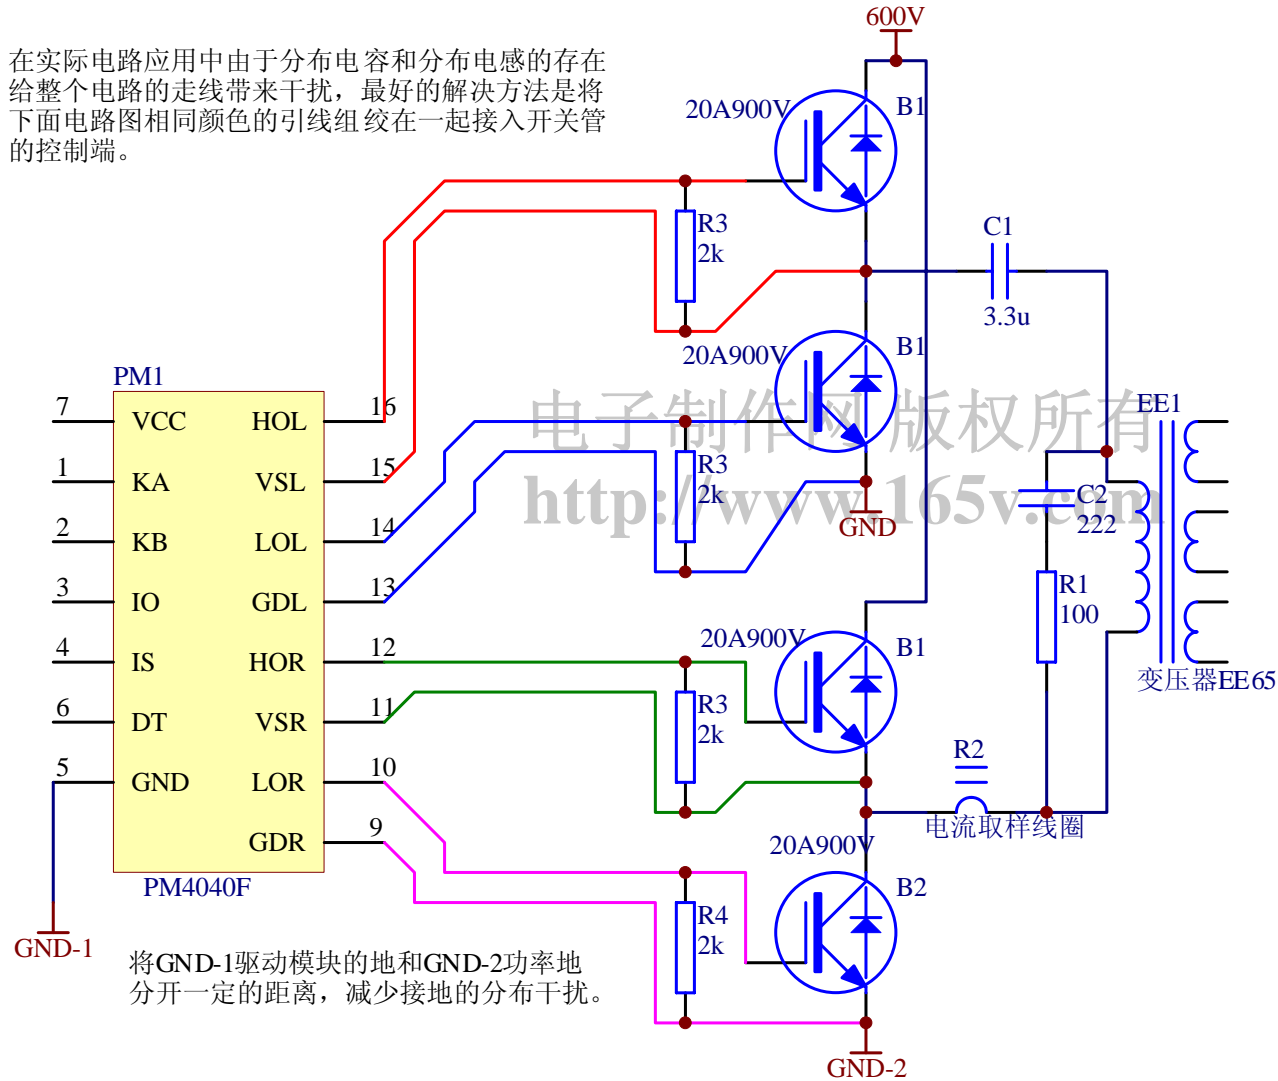 600V
在实际电路应用中由于分布电容和分布电感的存在
给整个电路的走线带来干扰，最好的解决方法是将
下面电路图相同颜色的引线组绞在一起接入开关管
的控制端。
20A900V
B1
R3
2k
C1
3.3u
20A900V
B1
PM1
7
VCC
HOL
16
1
KA
VSL
15
2
KB
LOL
14
3
IO
GDL
13
4
IS
HOR
12
6
DT
VSR
11
5
GND
LOR
10
GDR
9
PM4040F
GND-1
R3
2k
GND
电子制作网 版权所有
http://www.165v.com
EE1
C2
222
R1
100
变压器EE65
20A900V
B1
R3
2k
R2
电流取样线圈
20A900V
B2
R4
2k
GND-2
将GND-1驱动模块的地和GND-2功率地
分开一定的距离，减少接地的分布干扰。